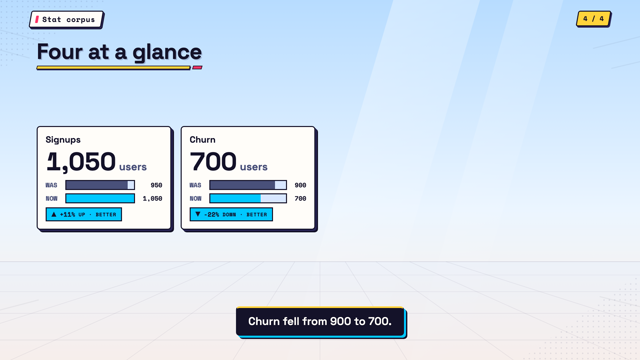 Stat corpus
4 / 4
Four at a glance
Signups
1,050 users
WAS 950
NOW 1,050
▲ +11% UP · BETTER
Churn
700 users
WAS 900
NOW 700
▼ -22% DOWN · BETTER
Churn fell from 900 to 700.